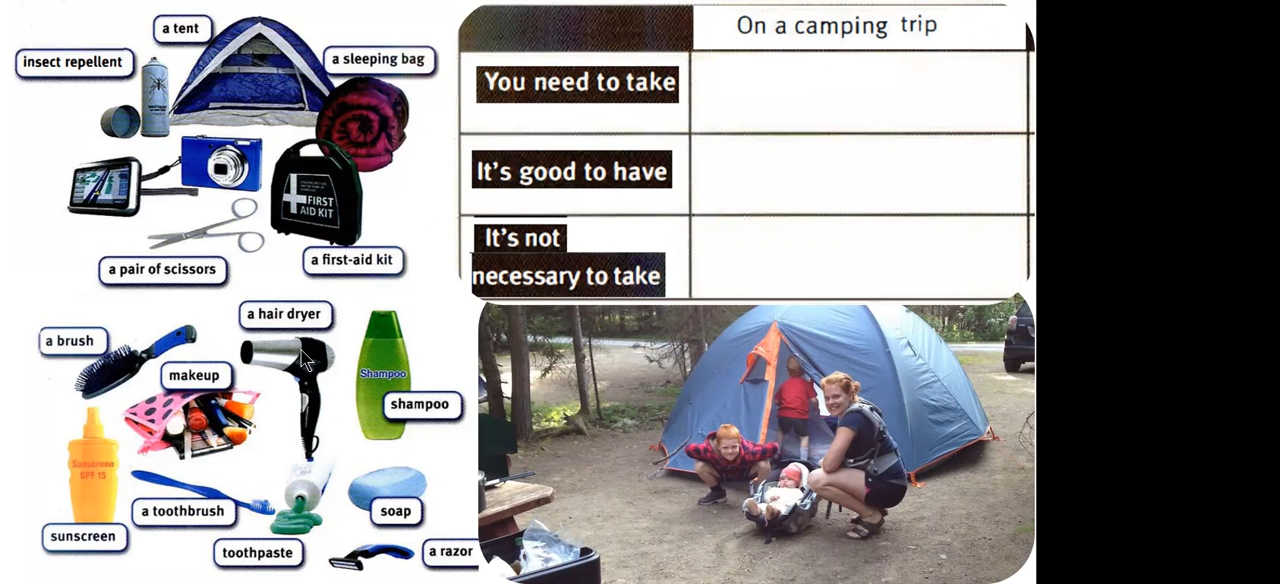 a tent
insect repellent
a sleeping bag
FIRST
AID KIT
a pair of scissors
a first-aid kit
a hair dryer
a brush
makeup
Shampoo
shampoo
Sunscreen
SPF 15
a toothbrush
soap
sunscreen
toothpaste
a razor
On a camping trip
You need to take
It's good to have
It's not
necessary to take